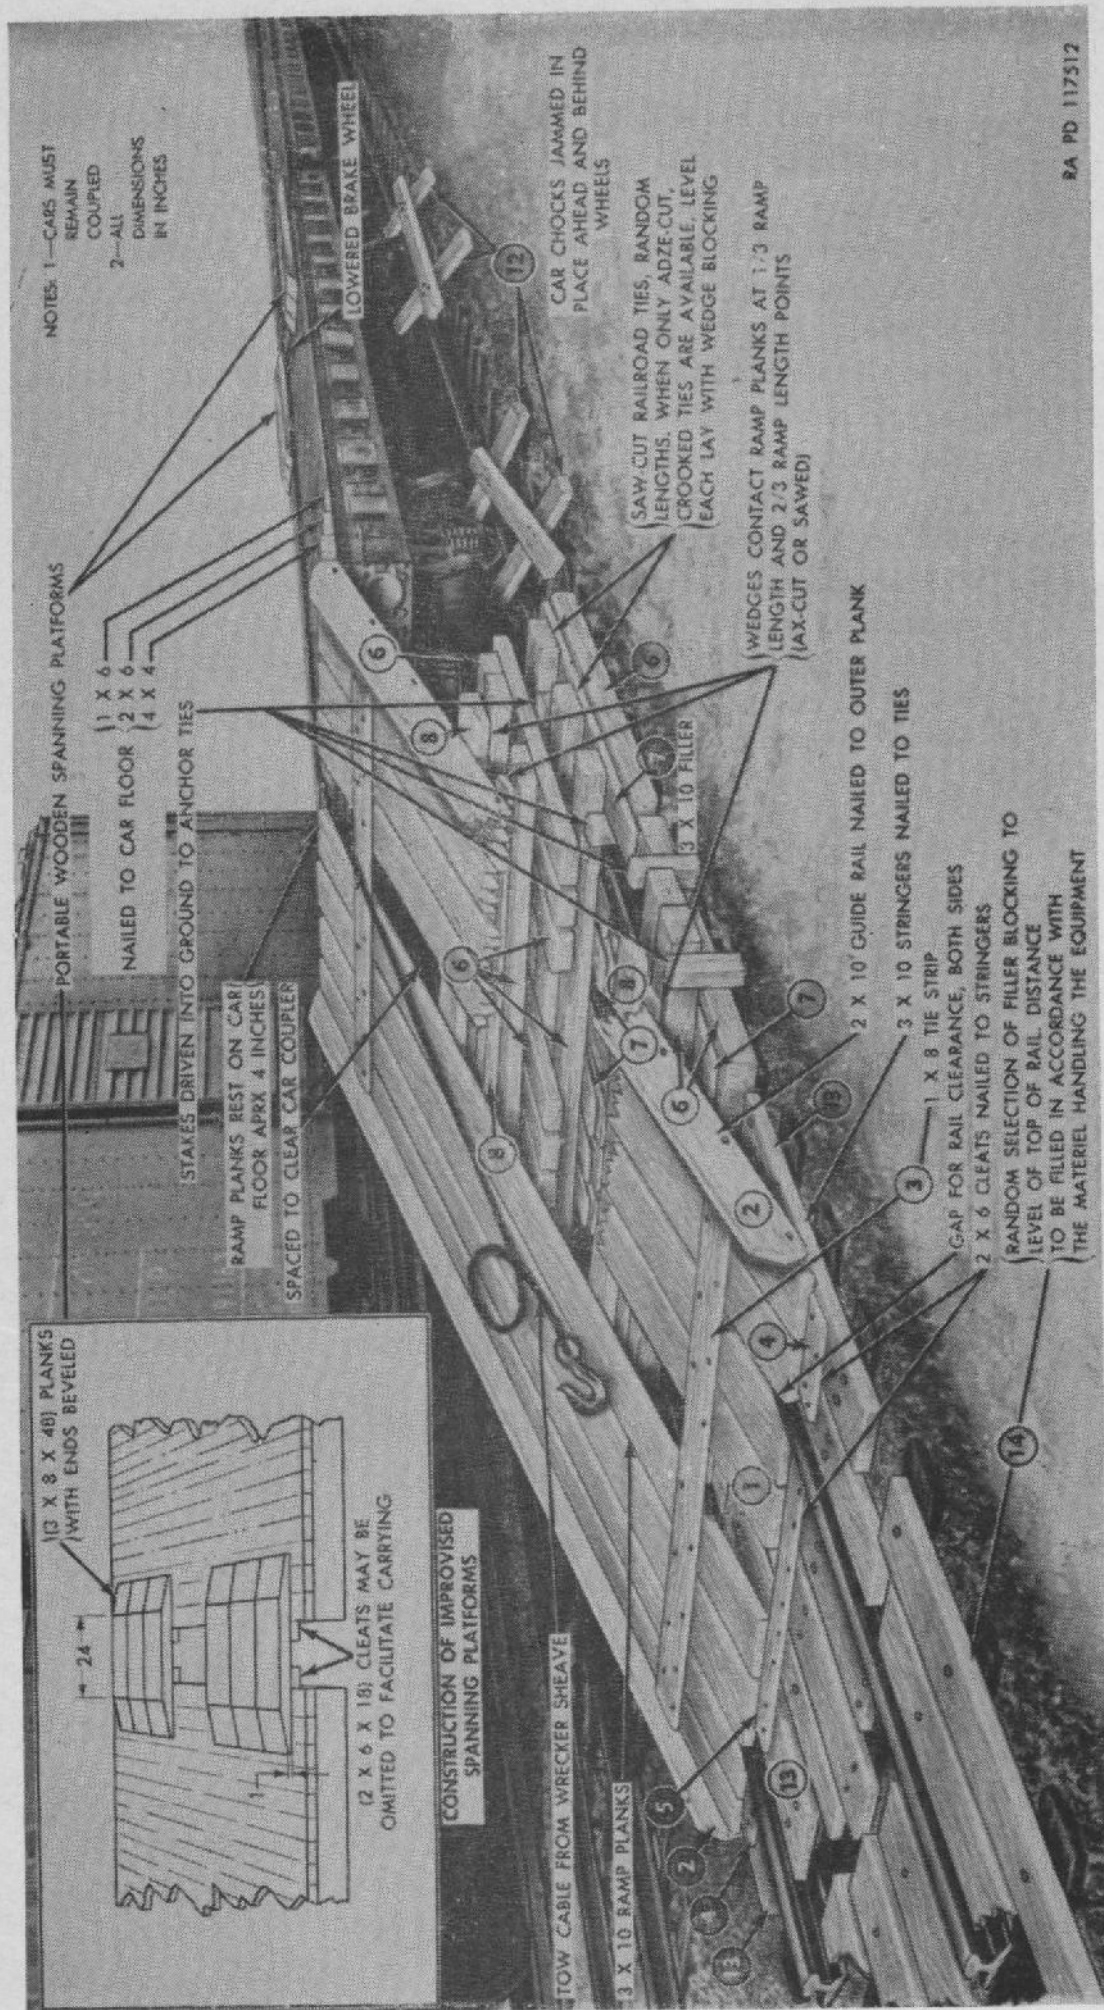 (3 X 8 X 48) PLANKS
WITH ENDS BEVELED
24
1
(2 X 6 X 18) CLEATS MAY BE
OMITTED TO FACILITATE CARRYING
CONSTRUCTION OF IMPROVISED
SPANNING PLATFORMS
PORTABLE WOODEN SPANNING PLATFORMS
NAILED TO CAR FLOOR
1 X 6
2 X 6
4 X 4
STAKES DRIVEN INTO GROUND TO ANCHOR TIES
RAMP PLANKS REST ON CAR
FLOOR APRX 4 INCHES
SPACED TO CLEAR CAR COUPLER
NOTES: 1—CARS MUST
REMAIN
COUPLED
2—ALL
DIMENSIONS
IN INCHES
LOWERED BRAKE WHEEL
12
CAR CHOCKS JAMMED IN
PLACE AHEAD AND BEHIND
WHEELS
SAW-CUT RAILROAD TIES, RANDOM
LENGTHS. WHEN ONLY ADZE-CUT,
CROOKED TIES ARE AVAILABLE, LEVEL
EACH LAY WITH WEDGE BLOCKING
WEDGES CONTACT RAMP PLANKS AT 1/3 RAMP
LENGTH AND 2/3 RAMP LENGTH POINTS
(AX-CUT OR SAWED)
TOW CABLE FROM WRECKER SHEAVE
3 X 10 RAMP PLANKS
6
8
6
7
3 X 10 FILLER
6
8
8
7
6
7
13
2
2 X 10 GUIDE RAIL NAILED TO OUTER PLANK
3 X 10 STRINGERS NAILED TO TIES
3
1 X 8 TIE STRIP
GAP FOR RAIL CLEARANCE, BOTH SIDES
2 X 6 CLEATS NAILED TO STRINGERS
RANDOM SELECTION OF FILLER BLOCKING TO
LEVEL OF TOP OF RAIL. DISTANCE
TO BE FILLED IN ACCORDANCE WITH
THE MATERIEL HANDLING THE EQUIPMENT
4
1
5
2
13
13
14
RA PD 117512